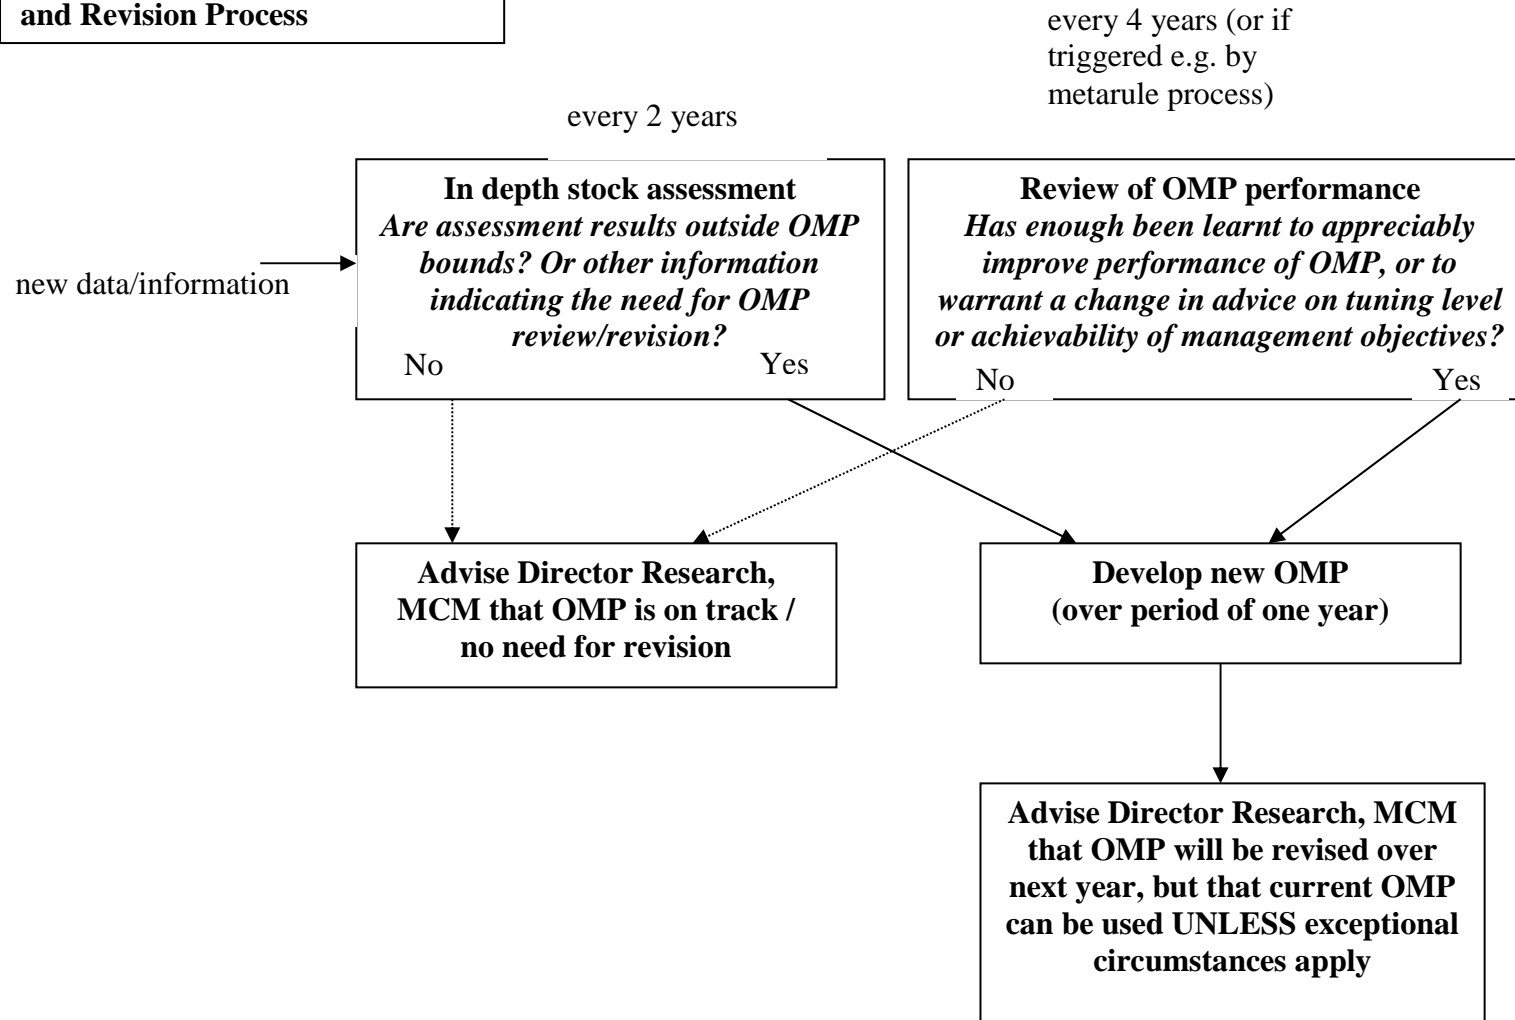 and Revision Process
every 4 years (or if
triggered e.g. by
metarule process)
every 2 years
new data/information
In depth stock assessment
Are assessment results outside OMP
bounds? Or other information
indicating the need for OMP
review/revision?
No
Yes
Review of OMP performance
Has enough been learnt to appreciably
improve performance of OMP, or to
warrant a change in advice on tuning level
or achievability of management objectives?
No
Yes
Advise Director Research,
MCM that OMP is on track /
no need for revision
Develop new OMP
(over period of one year)
Advise Director Research, MCM
that OMP will be revised over
next year, but that current OMP
can be used UNLESS exceptional
circumstances apply